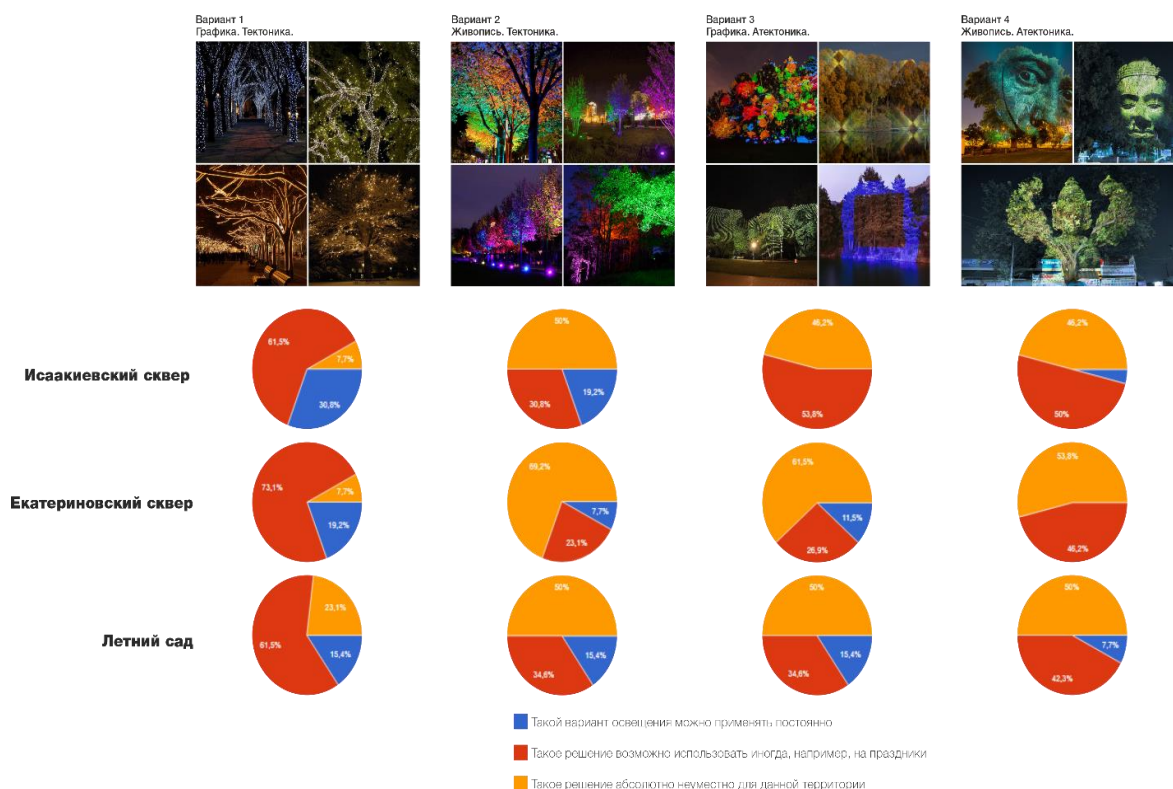 Вариант 1
Графика. Тектоника.
Вариант 2
Живопись. Тектоника.
Вариант 3
Графика. Атектоника.
Вариант 4
Живопись. Атектоника.
Исаакиевский сквер
61,5%
7,7%
30,8%
50%
30,8%
19,2%
46,2%
53,8%
46,2%
50%
Екатериновский сквер
73,1%
7,7%
19,2%
69,2%
7,7%
23,1%
61,5%
11,5%
26,9%
53,8%
46,2%
Летний сад
23,1%
61,5%
15,4%
50%
34,6%
15,4%
50%
34,6%
15,4%
50%
7,7%
42,3%
Такой вариант освещения можно применять постоянно
Такое решение возможно использовать иногда, например, на праздники
Такое решение абсолютно неуместно для данной территории